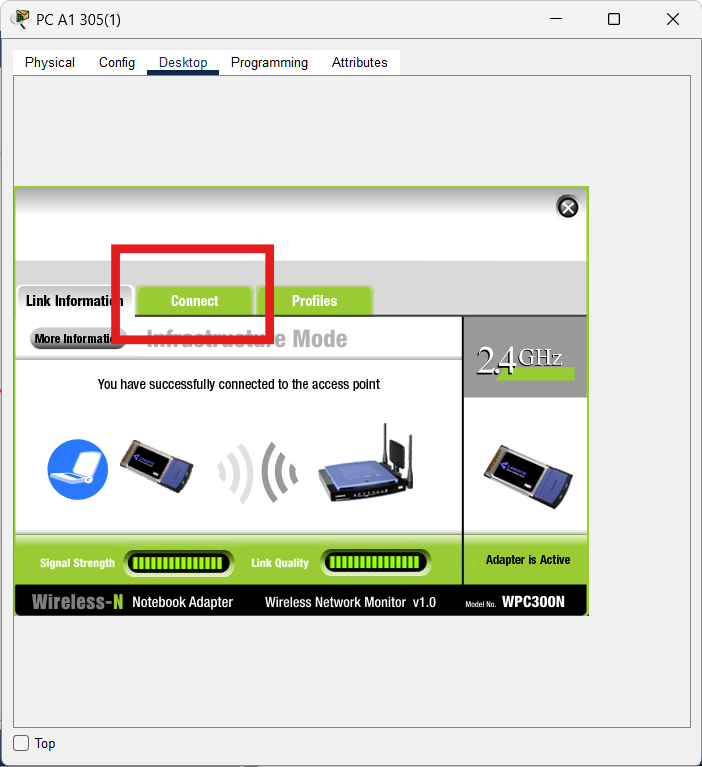 PC A1 305(1)
Physical Config Desktop Programming Attributes
Link Information Connect Profiles
More Information Infrastructure Mode
2.4GHz
You have successfully connected to the access point
Signal Strength Link Quality Adapter is Active
Wireless-N Notebook Adapter Wireless Network Monitor v1.0 Model No. WPC300N
Top